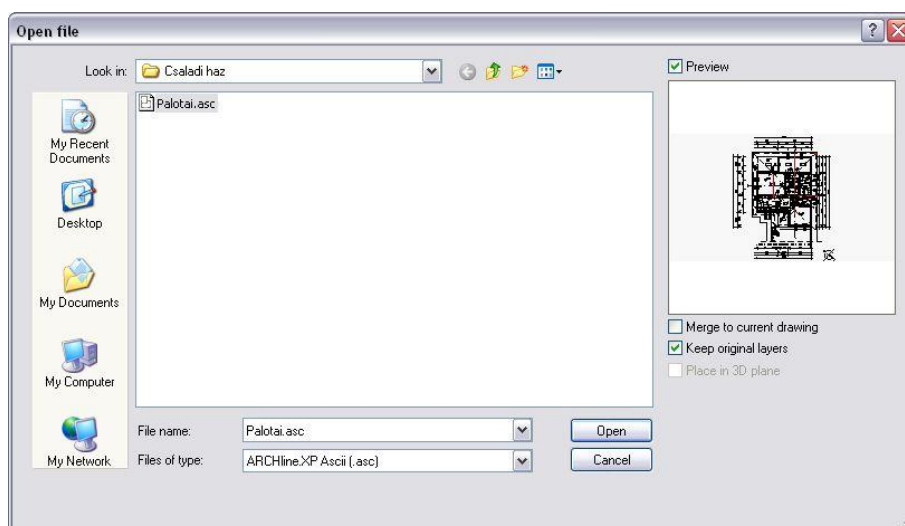 Open file
Look in:
Csaladi haz
Preview
Palotai.asc
My Recent
Documents
Desktop
My Documents
My Computer
My Network
Merge to current drawing
Keep original layers
Place in 3D plane
File name:
Palotai.asc
Open
Files of type:
ARCHline.XP Ascii (.asc)
Cancel